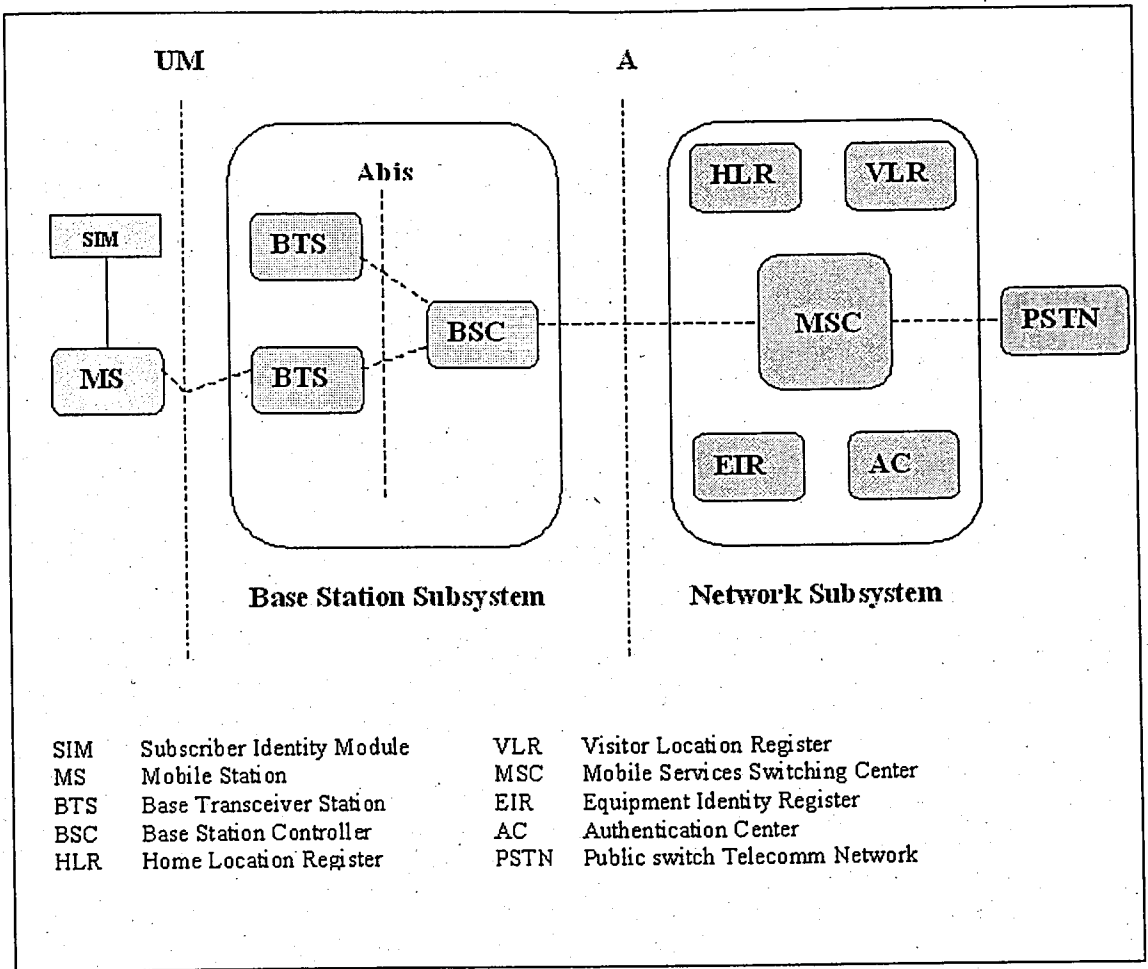 UM
A
Abis
HLR
VLR
SIM
BTS
BSC
MSC
PSTN
MS
BTS
EIR
AC
Base Station Subsystem
Network Subsystem
SIM Subscriber Identity Module
MS Mobile Station
BTS Base Transceiver Station
BSC Base Station Controller
HLR Home Location Register
VLR Visitor Location Register
MSC Mobile Services Switching Center
EIR Equipment Identity Register
AC Authentication Center
PSTN Public switch Telecomm Network